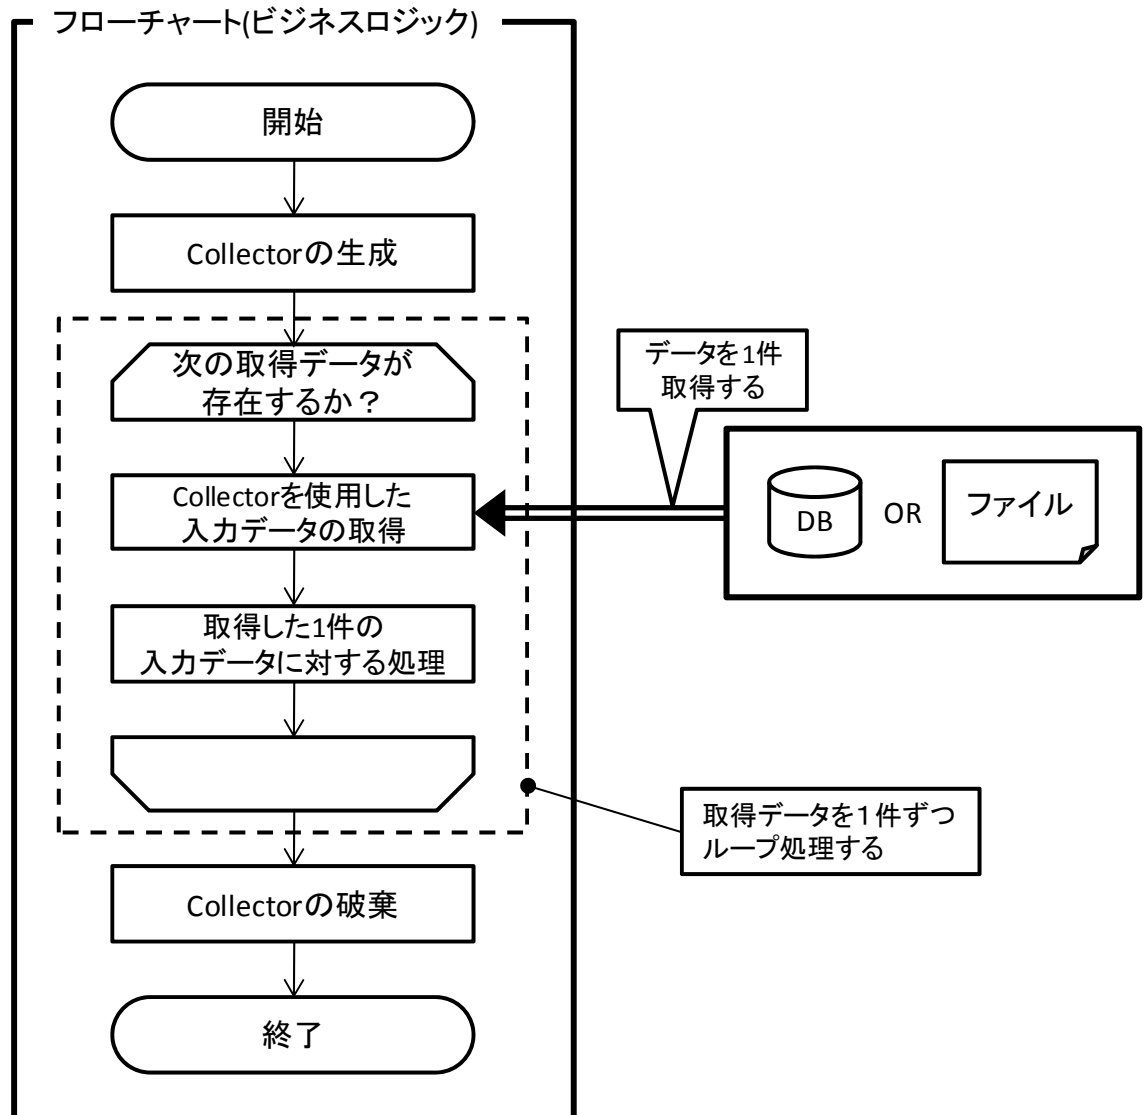 フローチャート(ビジネスロジック)
開始
Collectorの生成
次の取得データが
存在するか？
データを1件
取得する
Collectorを使用した
入力データの取得
DB
OR
ファイル
取得した1件の
入力データに対する処理
取得データを１件ずつ
ループ処理する
Collectorの破棄
終了